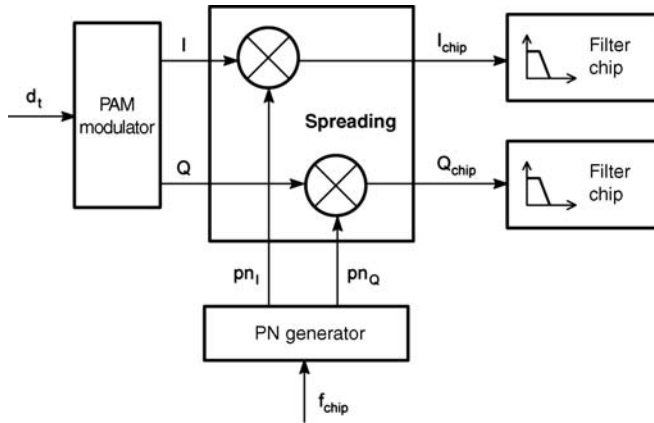 I
I_chip
Filter
chip
d_t
PAM
modulator
Spreading
Q
Q_chip
Filter
chip
pn_I
pn_Q
PN generator
f_chip